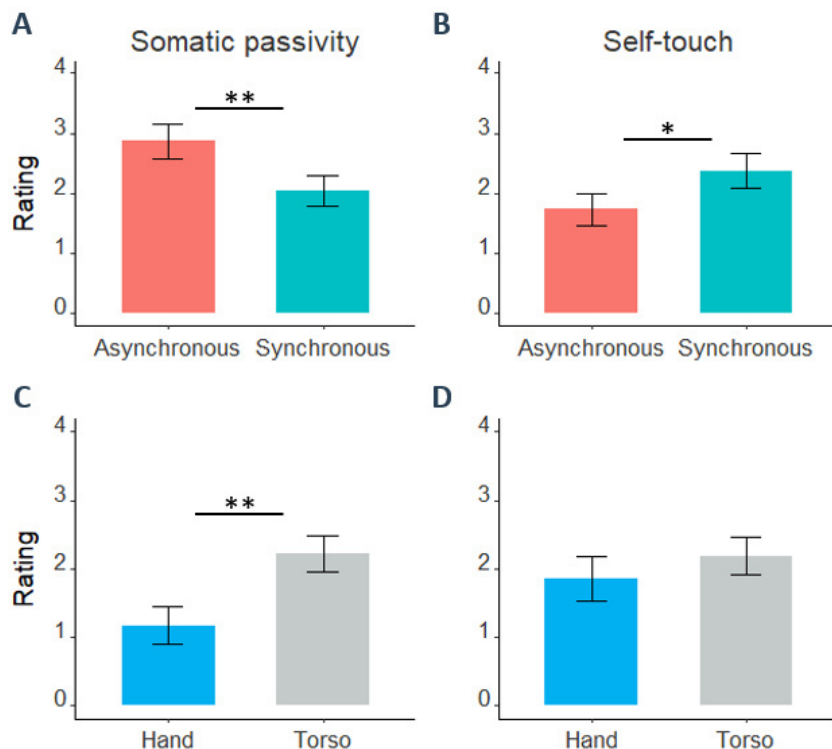 A
Somatic passivity
B
Self-touch
4
3
2
1
0
Rating
**
Asynchronous
Synchronous
4
3
2
1
0
*
Asynchronous
Synchronous
C
4
3
2
1
0
Rating
**
Hand
Torso
D
4
3
2
1
0
Hand
Torso